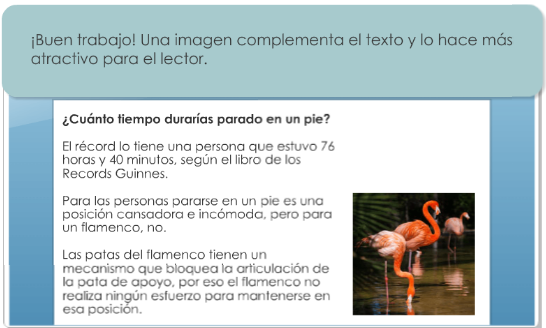 ¡Buen trabajo! Una imagen complementa el texto y lo hace más
atractivo para el lector.
¿Cuánto tiempo durarías parado en un pie?
El récord lo tiene una persona que estuvo 76
horas y 40 minutos, según el libro de los
Records Guinnes.
Para las personas pararse en un pie es una
posición cansadora e incómoda, pero para
un flamenco, no.
Las patas del flamenco tienen un
mecanismo que bloquea la articulación de
la pata de apoyo, por eso el flamenco no
realiza ningún esfuerzo para mantenerse en
esa posición.